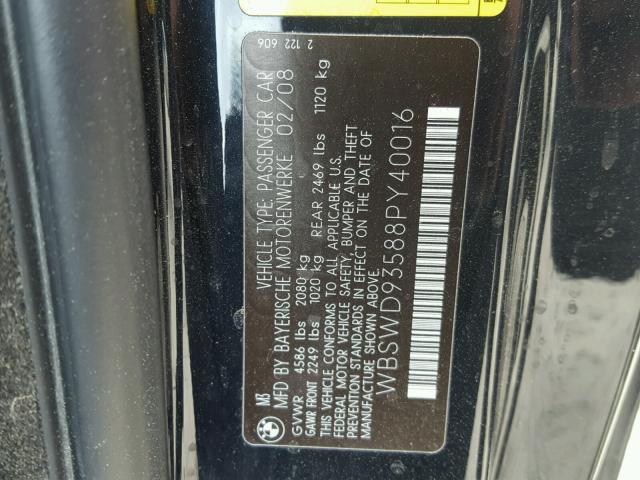 2 122 606
MS VEHICLE TYPE: PASSENGER CAR
MFD BY BAYERISCHE MOTORENWERKE 02/08
GVWR 4586 lbs 2080 kg
GAWR FRONT 2249 lbs 1020 kg REAR 2469 lbs 1120 kg
THIS VEHICLE CONFORMS TO ALL APPLICABLE U.S.
FEDERAL MOTOR VEHICLE SAFETY, BUMPER AND THEFT
PREVENTION STANDARDS IN EFFECT ON THE DATE OF
MANUFACTURE SHOWN ABOVE.
WBSWD93588PY40016